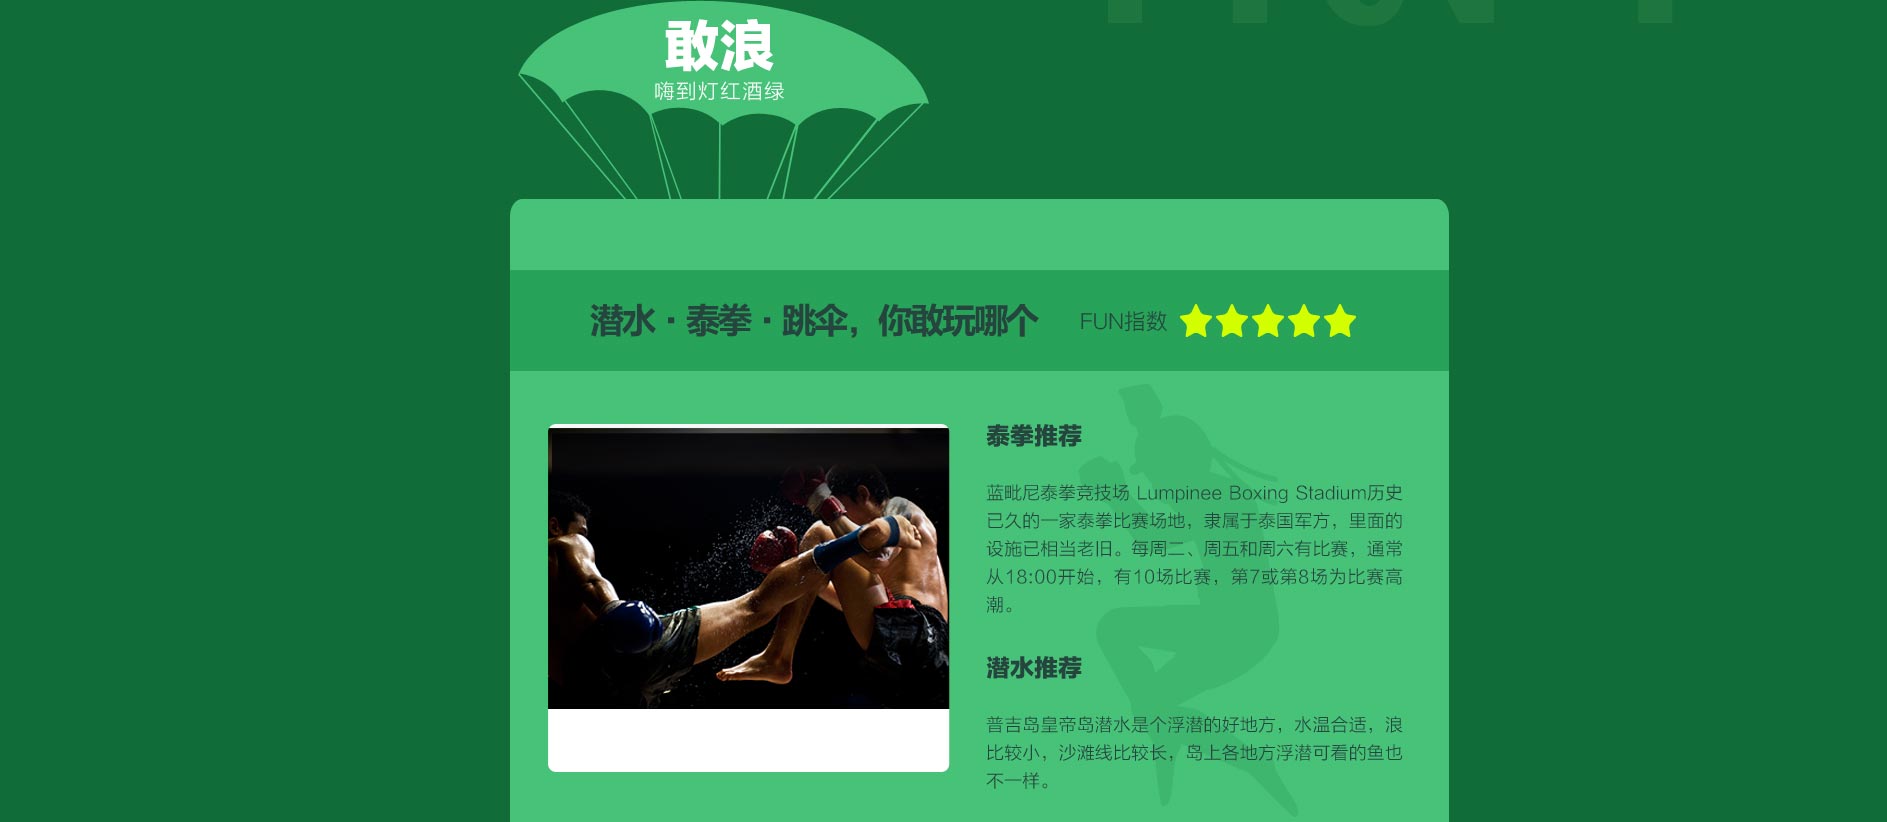 敢浪
嗨到灯红酒绿
潜水·泰拳·跳伞，你敢玩哪个
FUN指数
泰拳推荐
蓝毗尼泰拳竞技场 Lumpinee Boxing Stadium历史
已久的一家泰拳比赛场地，隶属于泰国军方，里面的
设施已相当老旧。每周二、周五和周六有比赛，通常
从18:00开始，有10场比赛，第7或第8场为比赛高
潮。
潜水推荐
普吉岛皇帝岛潜水是个浮潜的好地方，水温合适，浪
比较小，沙滩线比较长，岛上各地方浮潜可看的鱼也
不一样。